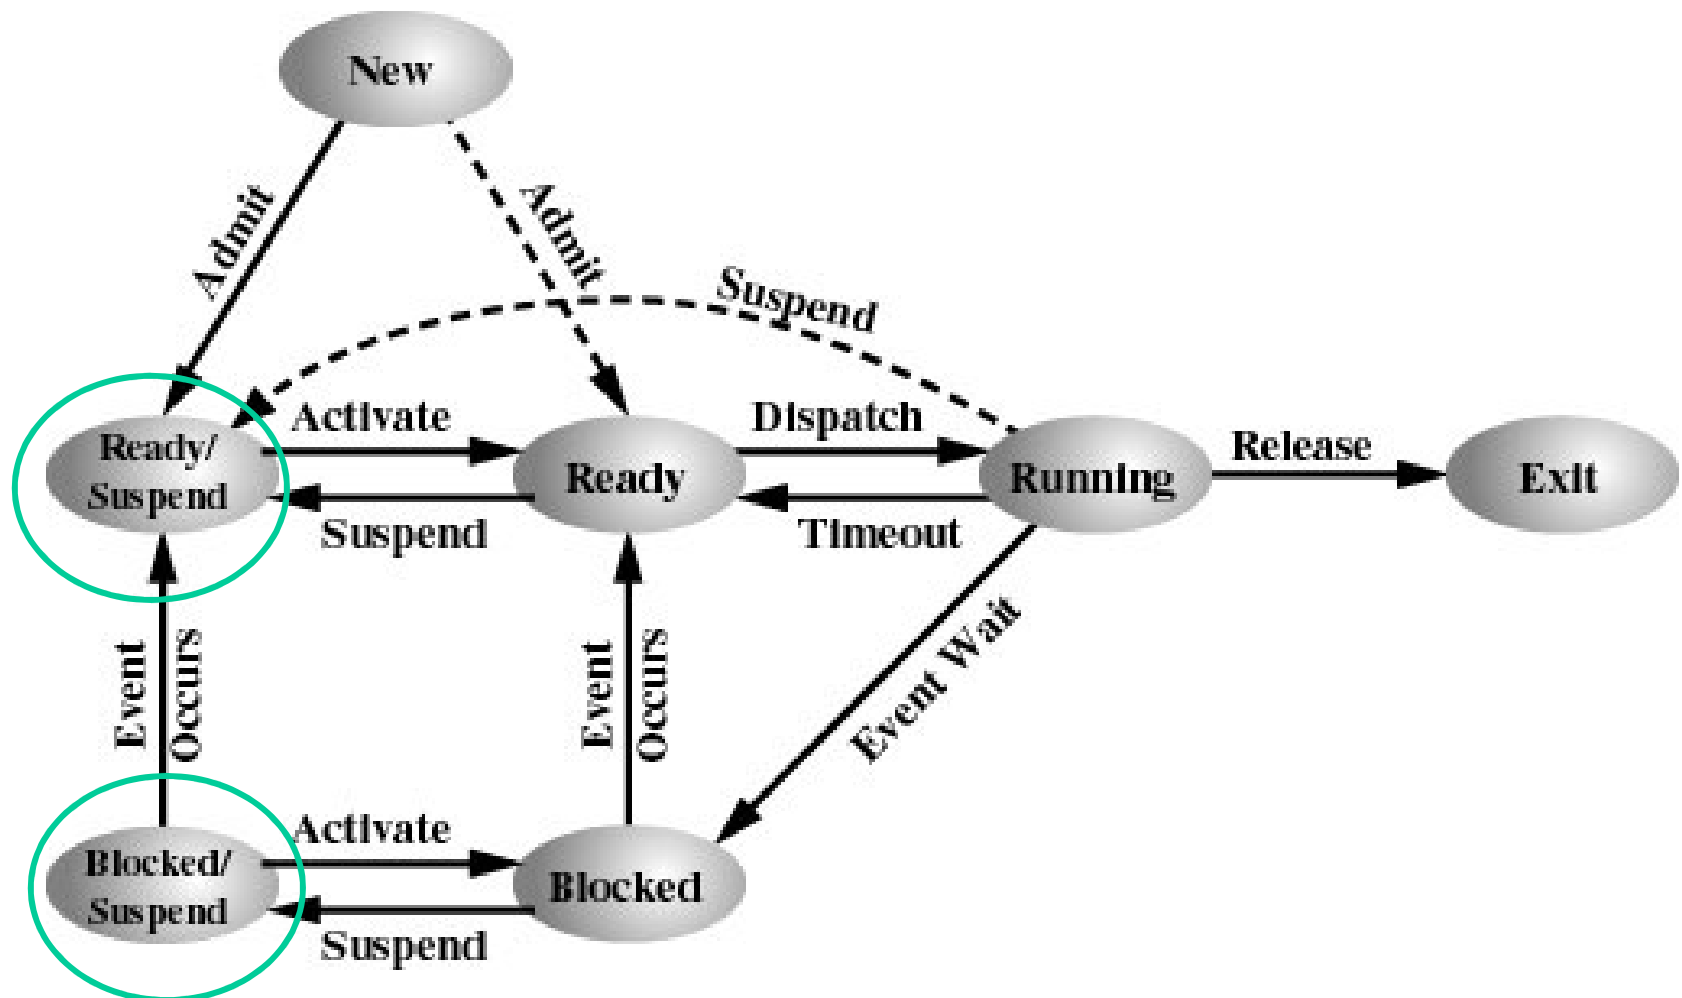 New
Admit
Admit
Suspend
Ready/
Suspend
Activate
Suspend
Ready
Dispatch
Timeout
Running
Release
Exit
Event
Occurs
Event
Occurs
Event Wait
Blocked/
Suspend
Activate
Suspend
Blocked